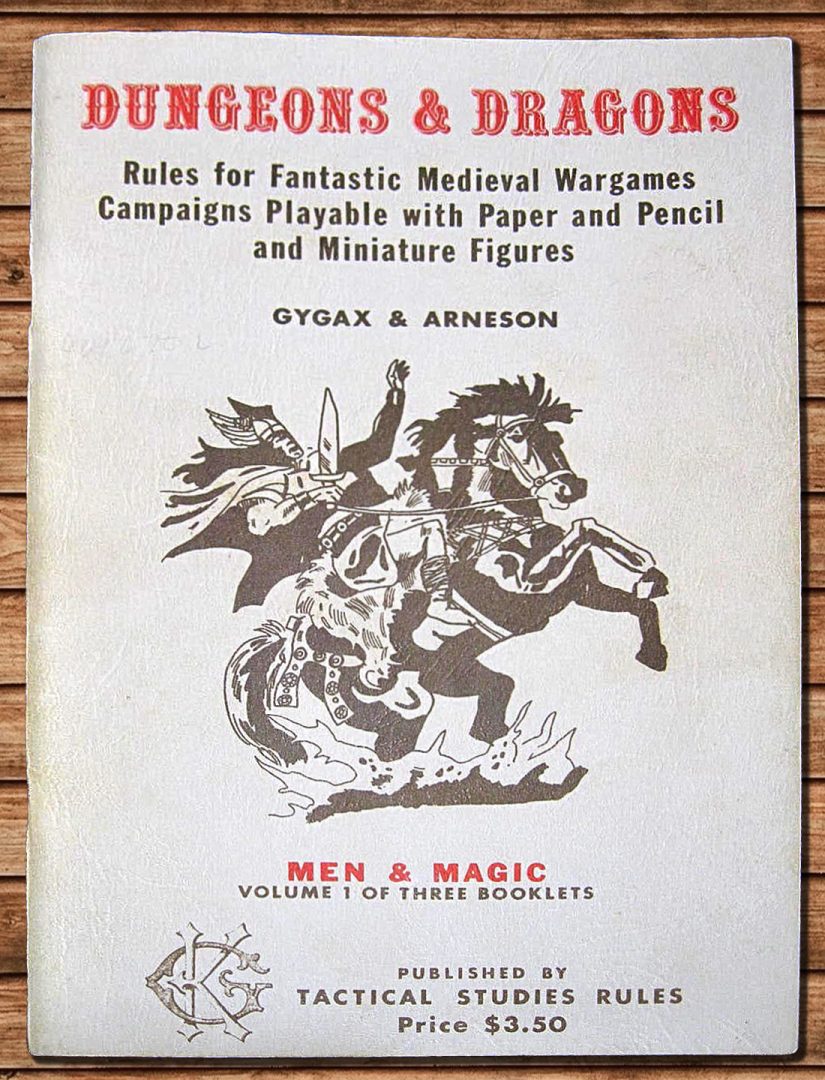 DUNGEONS & DRAGONS
Rules for Fantastic Medieval Wargames
Campaigns Playable with Paper and Pencil
and Miniature Figures
GYGAX & ARNESON
MEN & MAGIC
VOLUME 1 OF THREE BOOKLETS
GK
PUBLISHED BY
TACTICAL STUDIES RULES
Price $3.50